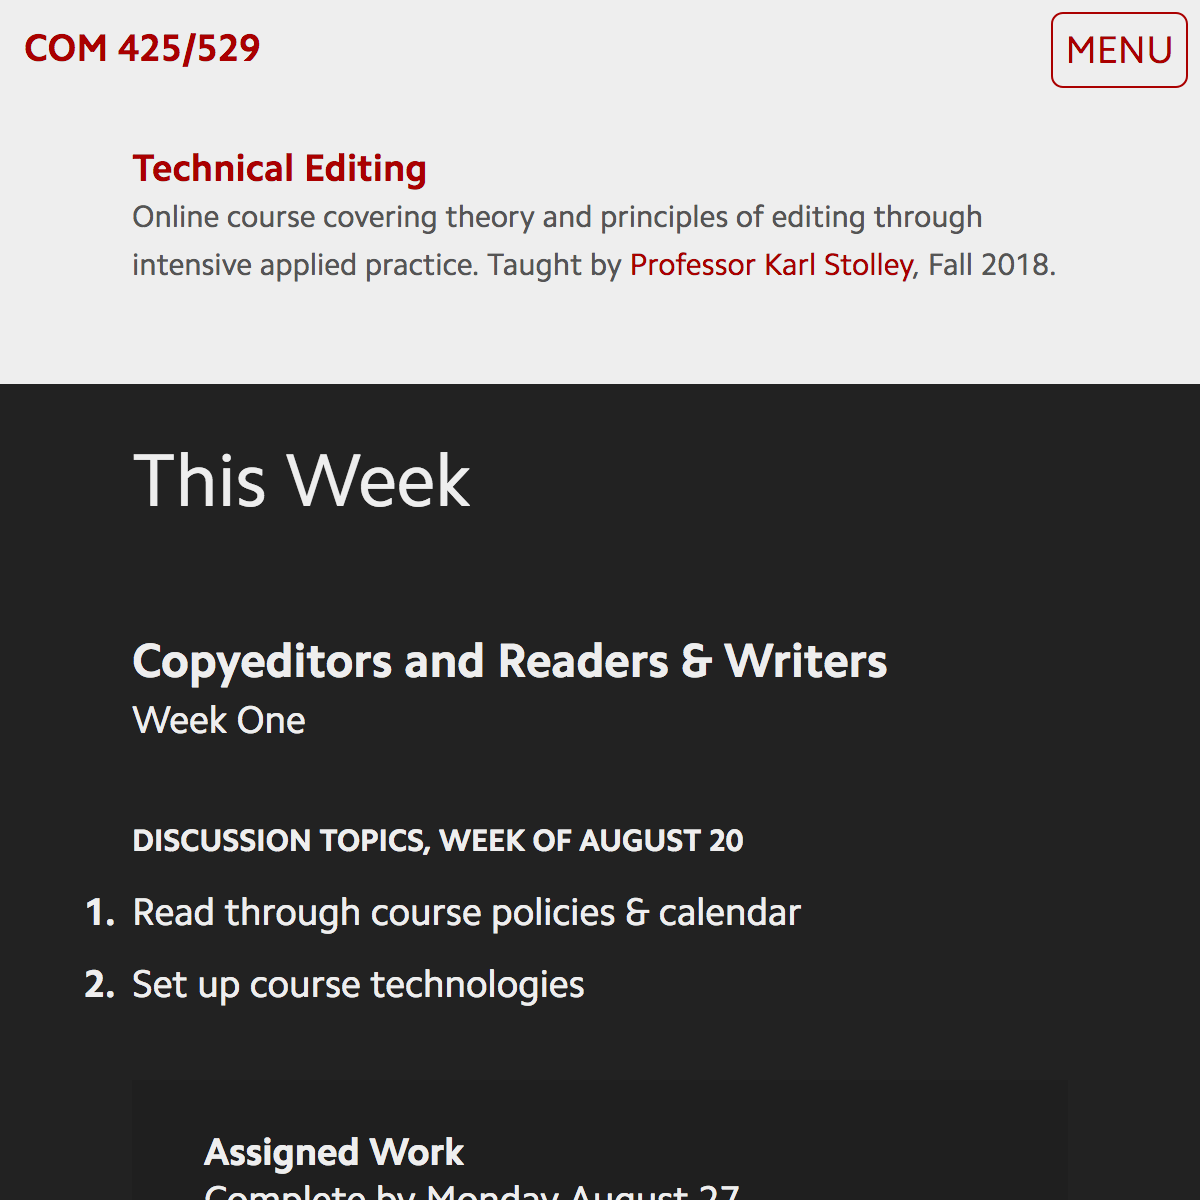 COM 425/529
MENU
Technical Editing
Online course covering theory and principles of editing through
intensive applied practice. Taught by Professor Karl Stolley, Fall 2018.
This Week
Copyeditors and Readers & Writers
Week One
DISCUSSION TOPICS, WEEK OF AUGUST 20
1. Read through course policies & calendar
2. Set up course technologies
Assigned Work
Complete by Monday August 27